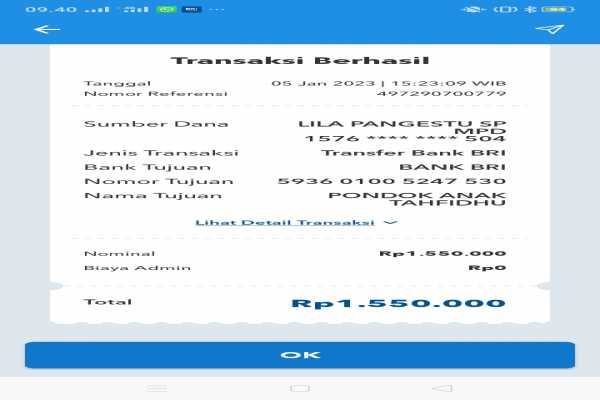 09.40
Transaksi Berhasil
Tanggal 05 Jan 2023 | 15:23:09 WIB
Nomor Referensi 497290700779
Sumber Dana LILA PANGESTU SP
MPD
1576 **** **** 504
Jenis Transaksi Transfer Bank BRI
Bank Tujuan BANK BRI
Nomor Tujuan 5936 0100 5247 530
Nama Tujuan PONDOK ANAK
TAHFIDHU
Lihat Detail Transaksi
Nominal Rp1.550.000
Biaya Admin Rp0
Total Rp1.550.000
OK